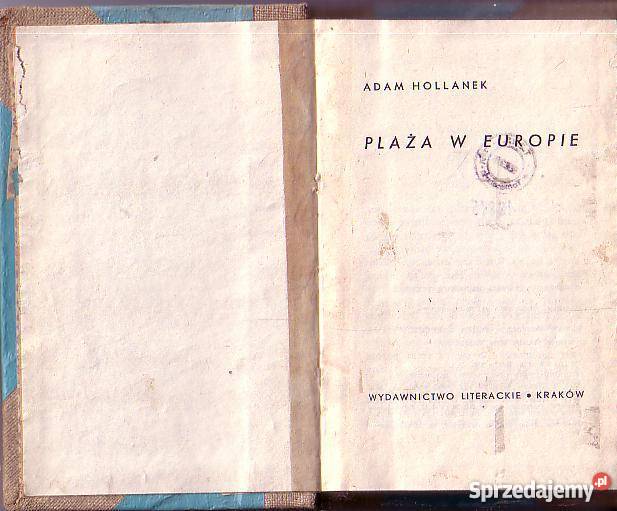 ADAM HOLLANEK
PLAŻA W EUROPIE
WYDAWNICTWO LITERACKIE • KRAKÓW
Sprzedajemy.pl